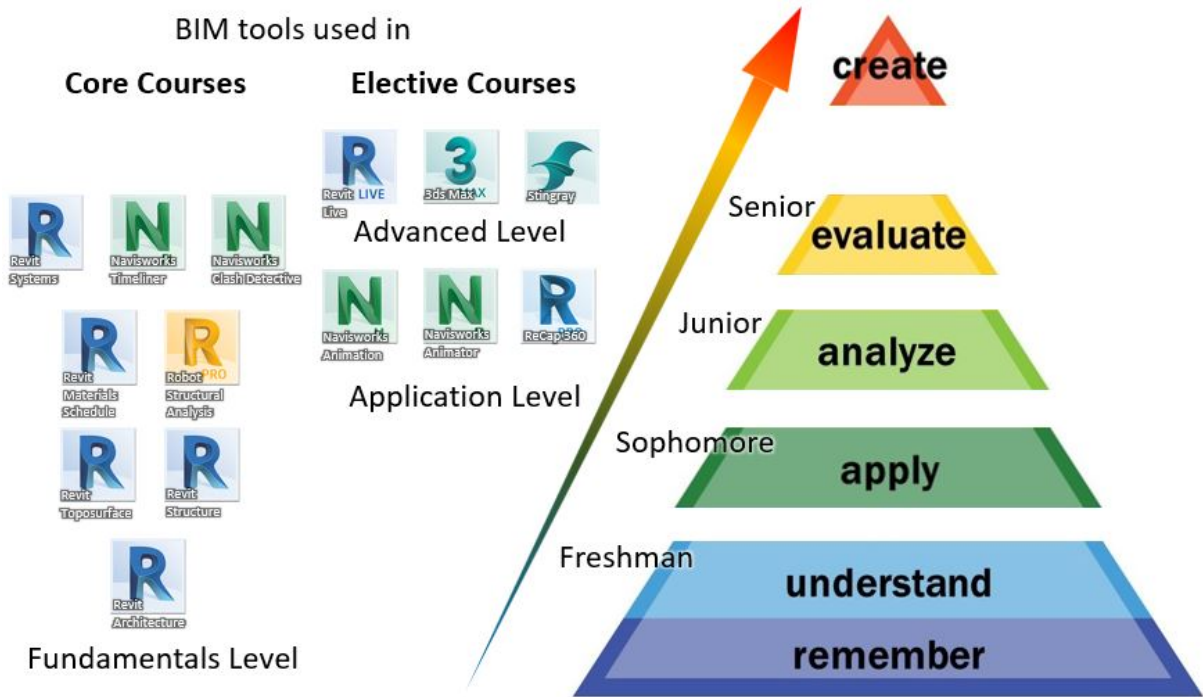 BIM tools used in
Core Courses
Elective Courses
R
LIVE
Revit
Live
3
MAX
3ds Max
Stingray
Advanced Level
R
Revit
Systems
N
Navisworks
Timeliner
N
Navisworks
Clash Detective
N
Navisworks
Animation
N
Navisworks
Animator
R
ReCap 360
Application Level
R
Revit
Materials
Schedule
R
PRO
Robot
Structural
Analysis
R
Revit
Toposurface
R
Revit
Structure
R
Revit
Architecture
Fundamentals Level
create
Senior
evaluate
Junior
analyze
Sophomore
apply
Freshman
understand
remember